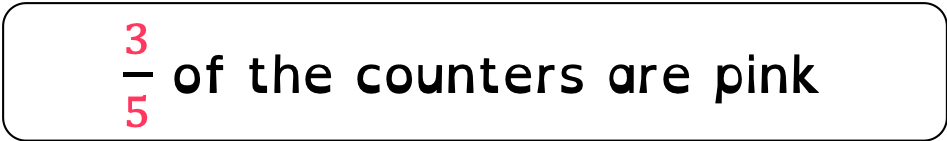 3/5 of the counters are pink